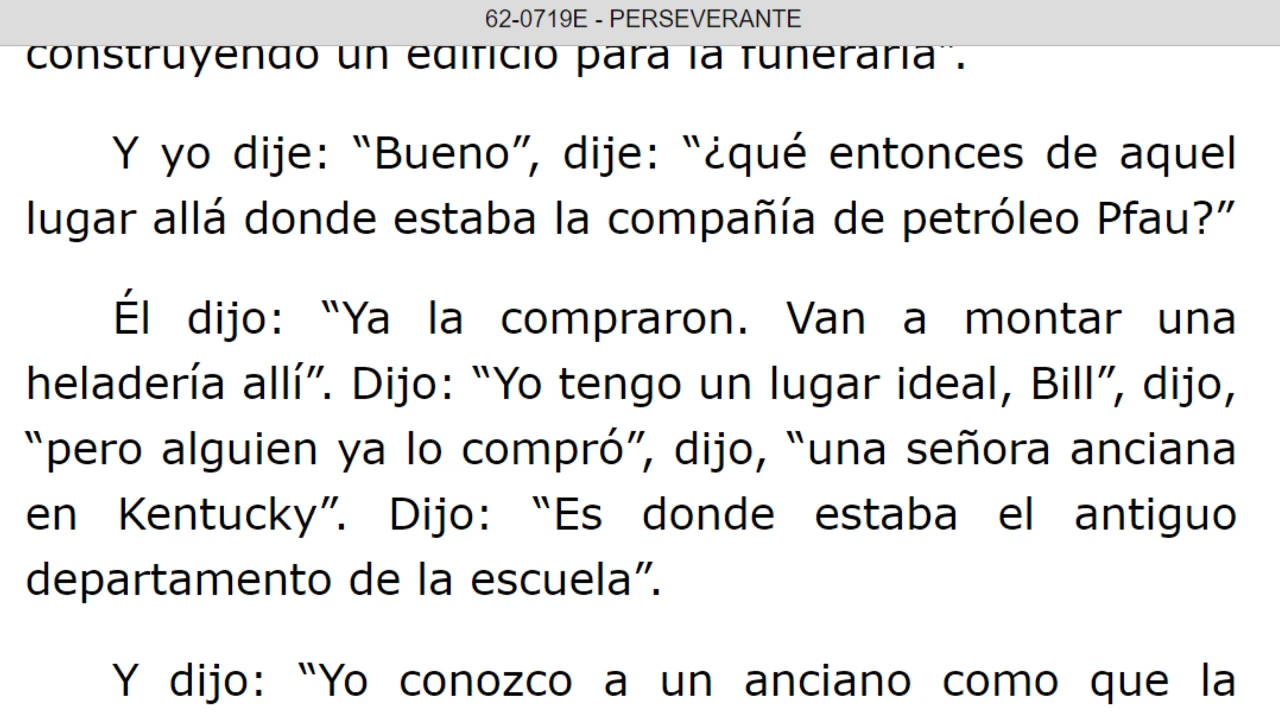 62-0719E - PERSEVERANTE
construyendo un edificio para la funeraria”.
Y yo dije: “Bueno”, dije: “¿qué entonces de aquel
lugar allá donde estaba la compañía de petróleo Pfau?”
Él dijo: “Ya la compraron. Van a montar una
heladería allí”. Dijo: “Yo tengo un lugar ideal, Bill”, dijo,
“pero alguien ya lo compró”, dijo, “una señora anciana
en Kentucky”. Dijo: “Es donde estaba el antiguo
departamento de la escuela”.
Y dijo: “Yo conozco a un anciano como que la